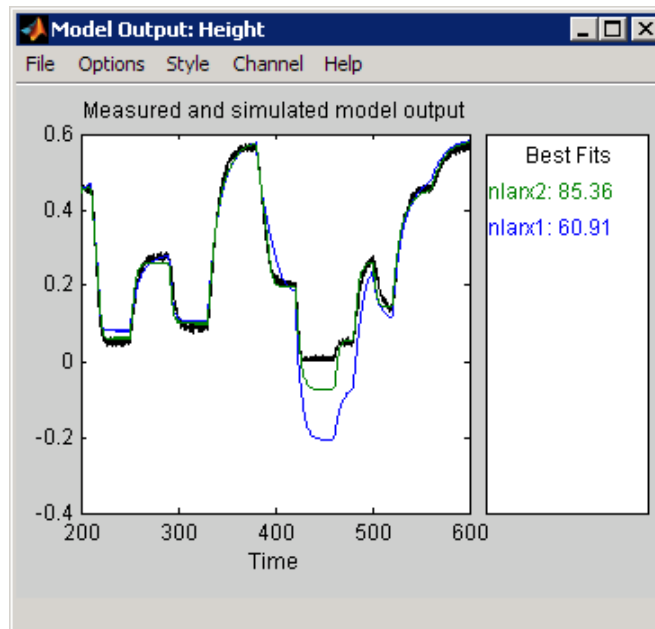 Model Output: Height
File Options Style Channel Help
Measured and simulated model output
0.6
0.4
0.2
0
-0.2
-0.4
200 300 400 500 600
Time
Best Fits
nlarx2: 85.36
nlarx1: 60.91